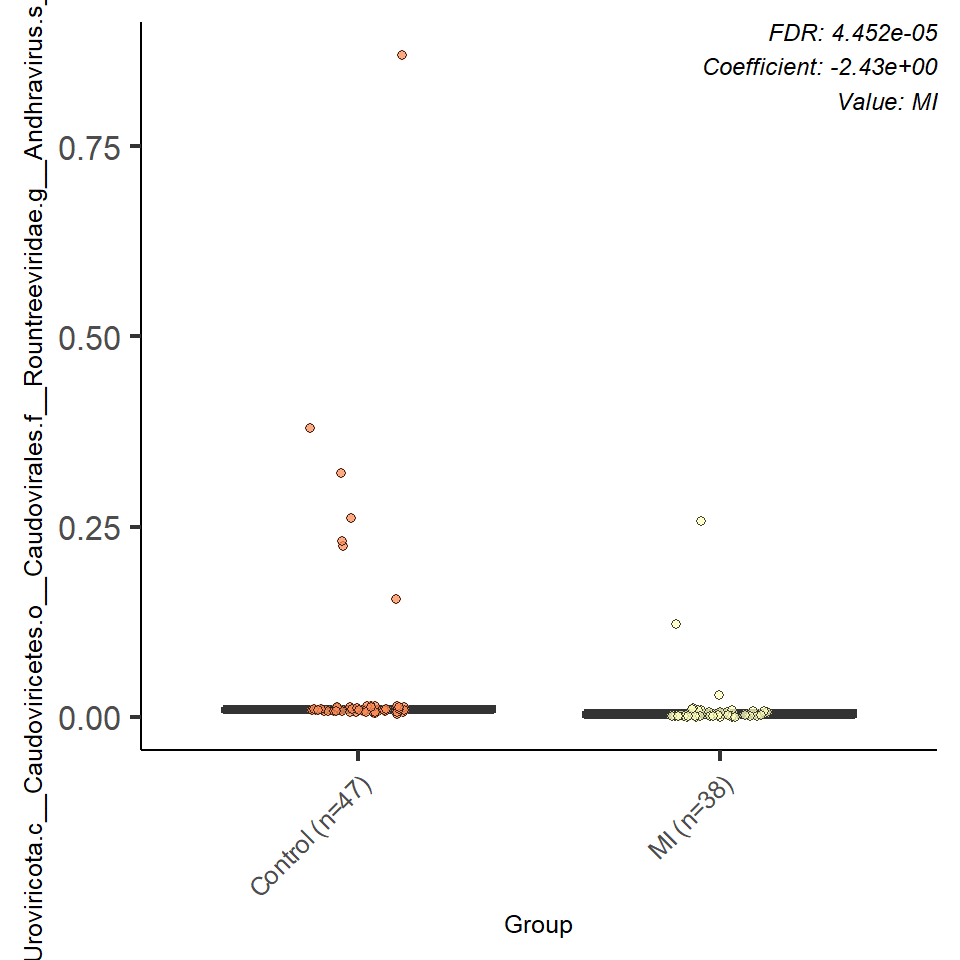 FDR: 4.452e-05
Coefficient: -2.43e+00
Value: MI
Uroviricota.c__Caudoviricetes.o__Caudovirales.f__Rountreeviridae.g__Andhravirus.s_
0.75
0.50
0.25
0.00
Control (n=47)
MI (n=38)
Group